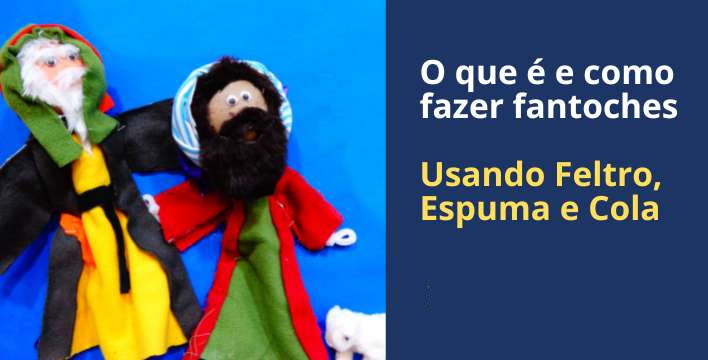 O que é e como
fazer fantoches
Usando Feltro,
Espuma e Cola